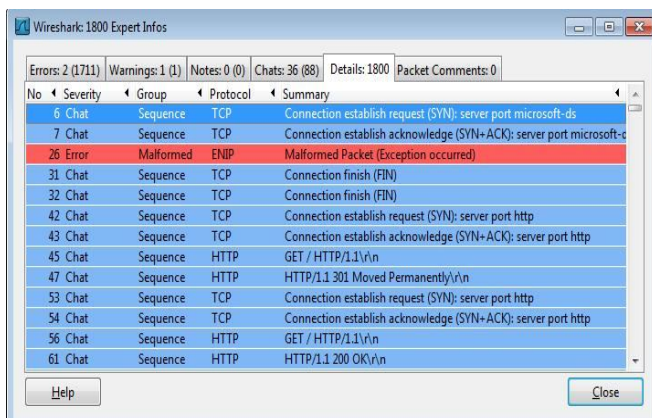 Wireshark: 1800 Expert Infos
Errors: 2 (1711) Warnings: 1 (1) Notes: 0 (0) Chats: 36 (88) Details: 1800 Packet Comments: 0
No Severity Group Protocol Summary
6 Chat Sequence TCP Connection establish request (SYN): server port microsoft-ds
7 Chat Sequence TCP Connection establish acknowledge (SYN+ACK): server port microsoft-d
26 Error Malformed ENIP Malformed Packet (Exception occurred)
31 Chat Sequence TCP Connection finish (FIN)
32 Chat Sequence TCP Connection finish (FIN)
42 Chat Sequence TCP Connection establish request (SYN): server port http
43 Chat Sequence TCP Connection establish acknowledge (SYN+ACK): server port http
45 Chat Sequence HTTP GET / HTTP/1.1\r\n
47 Chat Sequence HTTP HTTP/1.1 301 Moved Permanently\r\n
53 Chat Sequence TCP Connection establish request (SYN): server port http
54 Chat Sequence TCP Connection establish acknowledge (SYN+ACK): server port http
56 Chat Sequence HTTP GET / HTTP/1.1\r\n
61 Chat Sequence HTTP HTTP/1.1 200 OK\r\n
Help Close